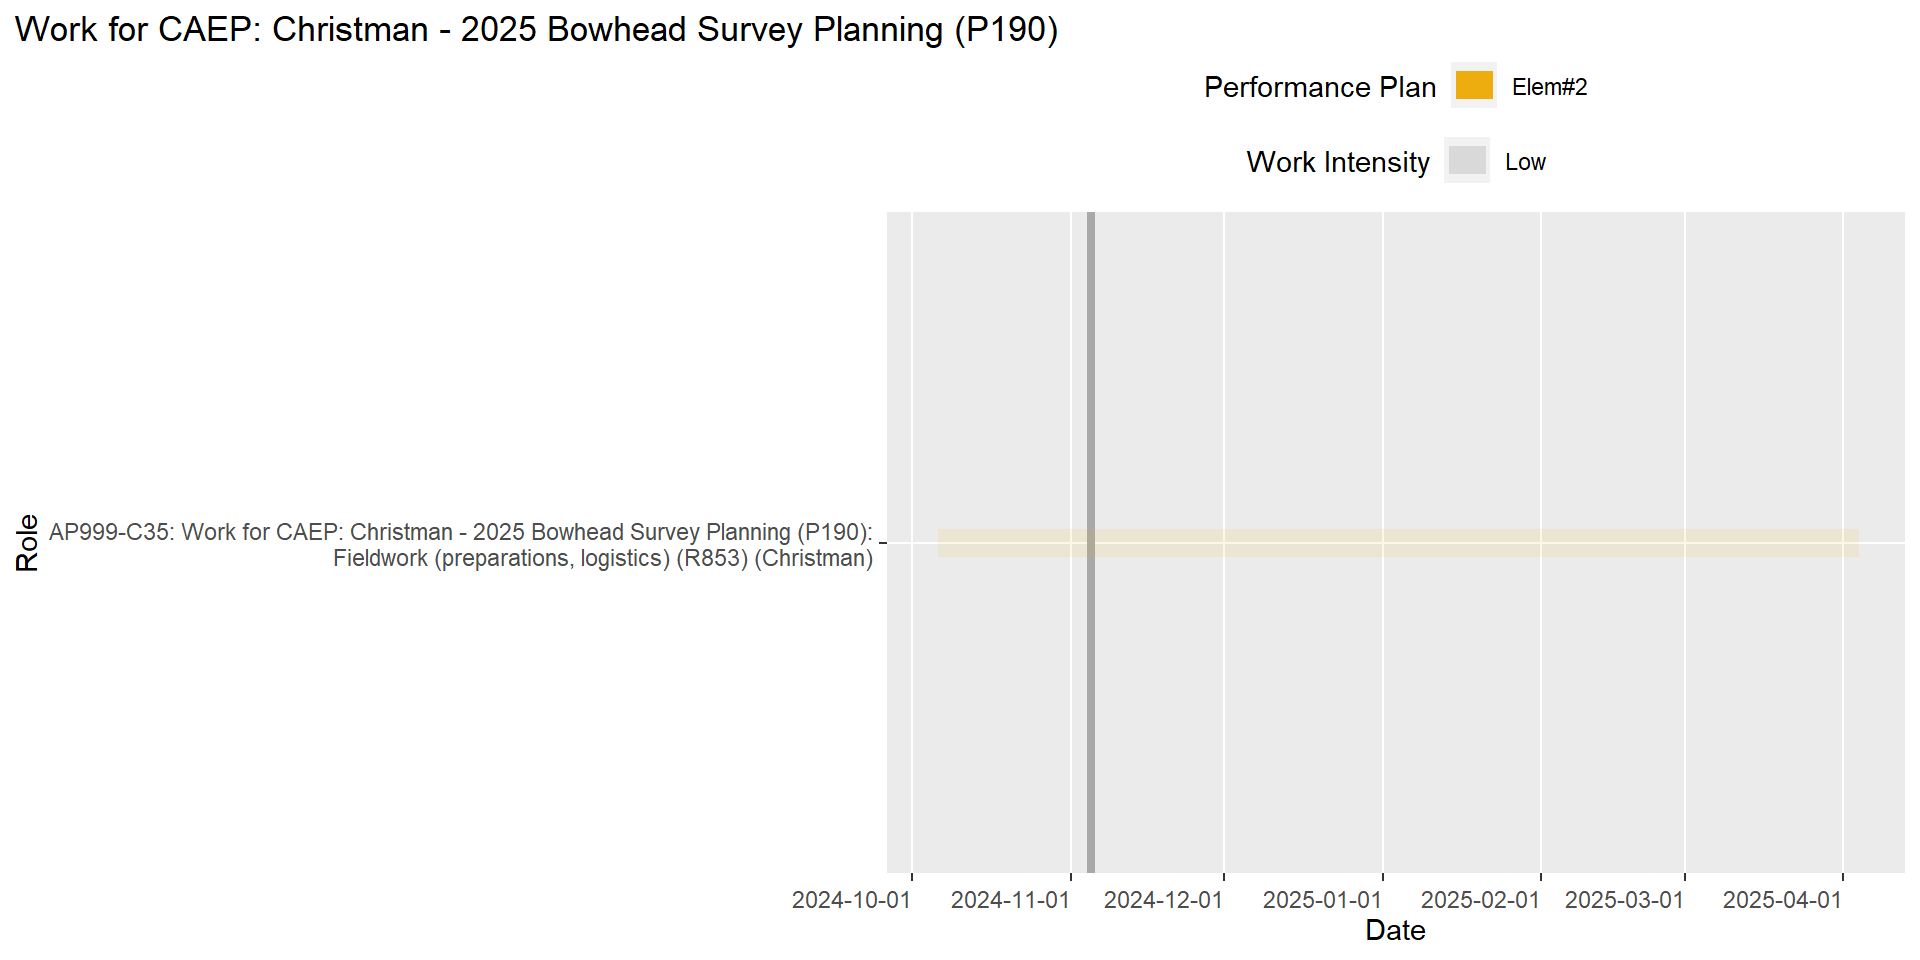 Work for CAEP: Christman - 2025 Bowhead Survey Planning (P190)
Performance Plan
Elem#2
Work Intensity
Low
Role
AP999-C35: Work for CAEP: Christman - 2025 Bowhead Survey Planning (P190):
Fieldwork (preparations, logistics) (R853) (Christman)
2024-10-01
2024-11-01
2024-12-01
2025-01-01
2025-02-01
2025-03-01
2025-04-01
Date